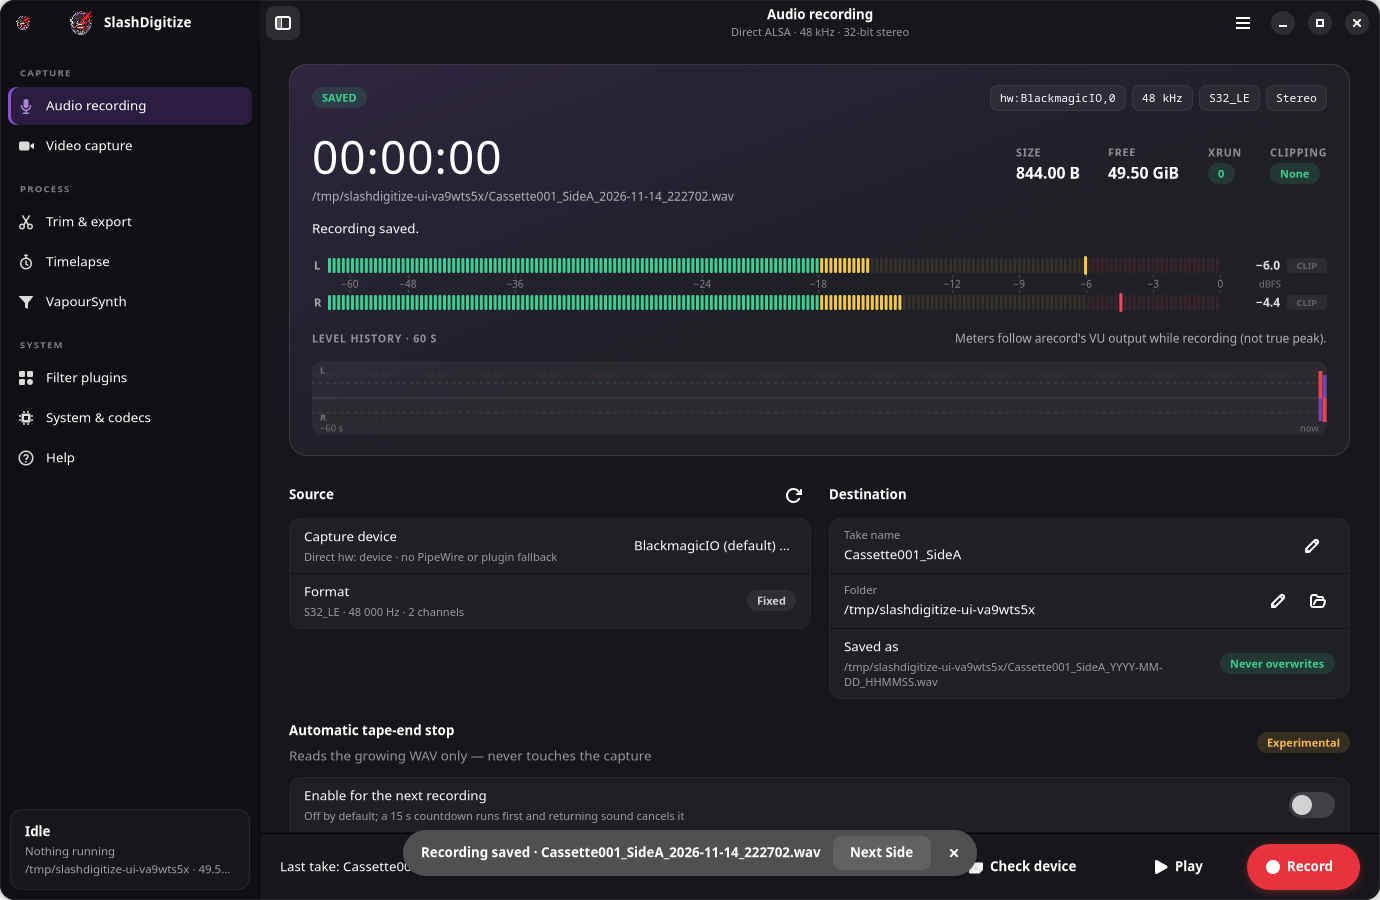 SlashDigitize
Audio recording
Direct ALSA · 48 kHz · 32-bit stereo
CAPTURE
Audio recording
Video capture
PROCESS
Trim & export
Timelapse
VapourSynth
SYSTEM
Filter plugins
System & codecs
Help
Idle
Nothing running
/tmp/slashdigitize-ui-va9wts5x · 49.5...
SAVED
hw:BlackmagicIO,0 48 kHz S32_LE Stereo
00:00:00
SIZE FREE XRUN CLIPPING
844.00 B 49.50 GiB 0 None
/tmp/slashdigitize-ui-va9wts5x/Cassette001_SideA_2026-11-14_222702.wav
Recording saved.
L −6.0 CLIP
−60 −48 −36 −24 −18 −12 −9 −6 −3 0 dBFS
R −4.4 CLIP
LEVEL HISTORY · 60 S Meters follow arecord's VU output while recording (not true peak).
L
R
−60 s now
Source
Capture device
Direct hw: device · no PipeWire or plugin fallback
BlackmagicIO (default) ...
Format
S32_LE · 48 000 Hz · 2 channels
Fixed
Destination
Take name
Cassette001_SideA
Folder
/tmp/slashdigitize-ui-va9wts5x
Saved as
/tmp/slashdigitize-ui-va9wts5x/Cassette001_SideA_YYYY-MM-
DD_HHMMSS.wav
Never overwrites
Automatic tape-end stop
Reads the growing WAV only — never touches the capture
Experimental
Enable for the next recording
Off by default; a 15 s countdown runs first and returning sound cancels it
Last take: Cassette00
Recording saved · Cassette001_SideA_2026-11-14_222702.wav Next Side
Check device Play Record